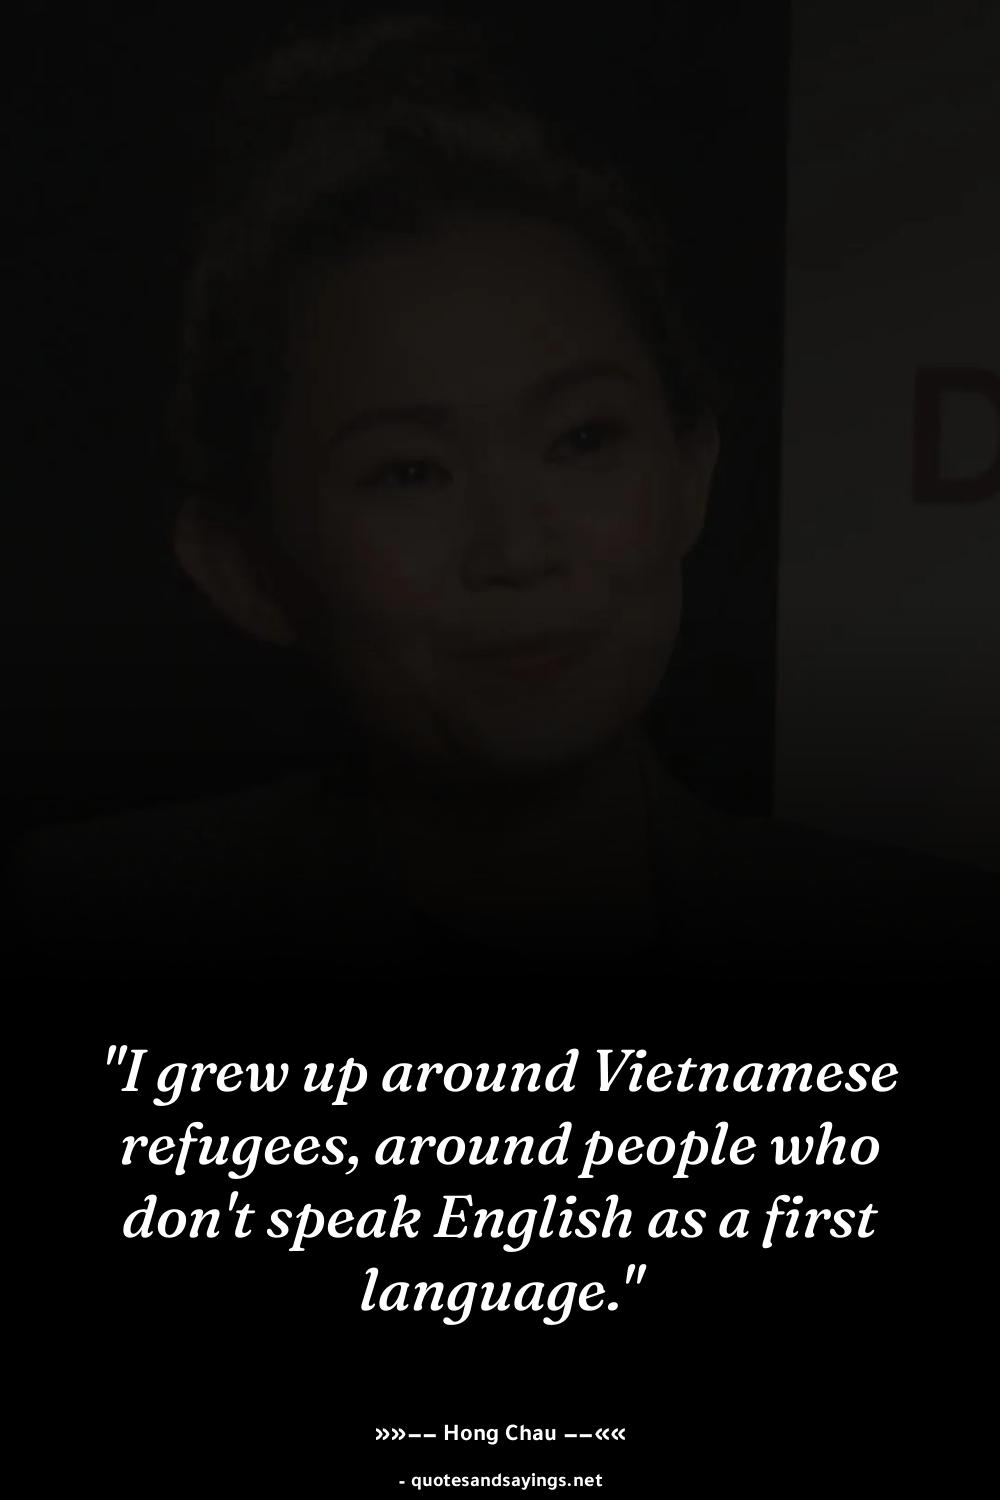 D
"I grew up around Vietnamese
refugees, around people who
don't speak English as a first
language."
»»−− Hong Chau −−««
- quotesandsayings.net